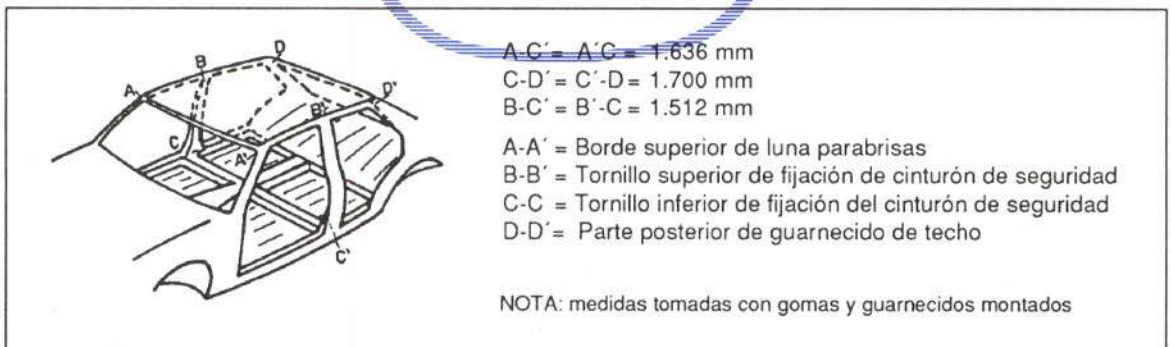 A-C´= A´C = 1.636 mm
C-D´= C´-D = 1.700 mm
B-C´= B´-C = 1.512 mm
A-A´ = Borde superior de luna parabrisas
B-B´ = Tornillo superior de fijación de cinturón de seguridad
C-C = Tornillo inferior de fijación del cinturón de seguridad
D-D´= Parte posterior de guarnecido de techo
NOTA: medidas tomadas con gomas y guarnecidos montados
D
B
A
B'
D'
C
A'
C'